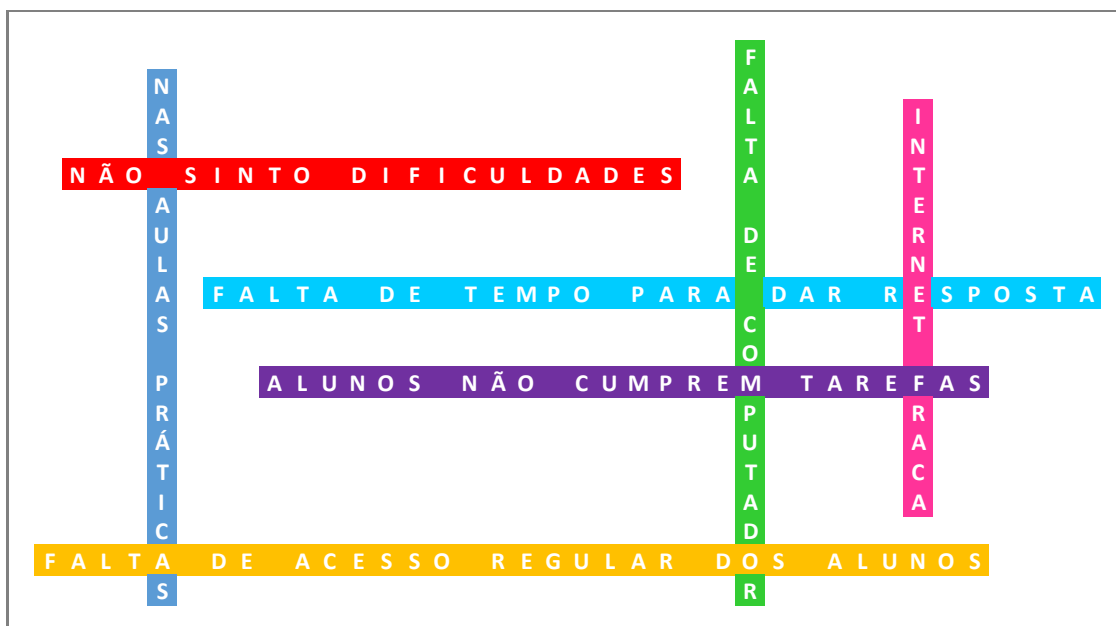 FALTA DE COMPUTADOR
NAS AULAS PRÁTICAS
INTERNET FRACA
NÃO SINTO DIFICULDADES
FALTA DE TEMPO PARA DAR RESPOSTA
ALUNOS NÃO CUMPREM TAREFAS
FALTA DE ACESSO REGULAR DOS ALUNOS